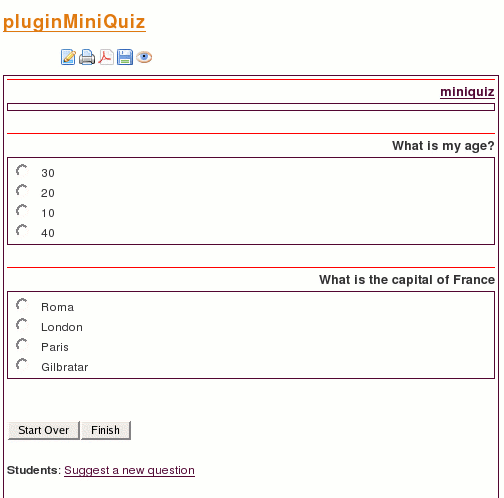 pluginMiniQuiz
miniquiz
What is my age?
30
20
10
40
What is the capital of France
Roma
London
Paris
Gilbratar
Start Over Finish
Students: Suggest a new question